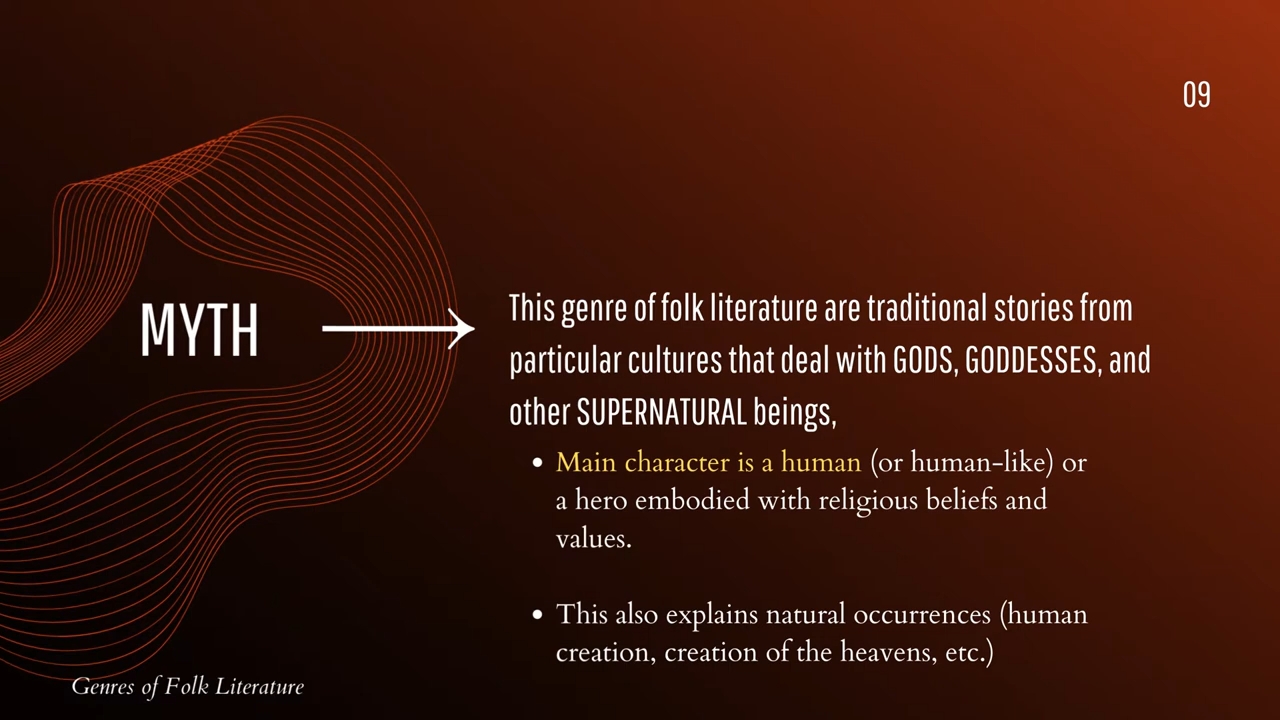 09
MYTH
This genre of folk literature are traditional stories from
particular cultures that deal with GODS, GODDESSES, and
other SUPERNATURAL beings,
• Main character is a human (or human-like) or
a hero embodied with religious beliefs and
values.
• This also explains natural occurrences (human
creation, creation of the heavens, etc.)
Genres of Folk Literature